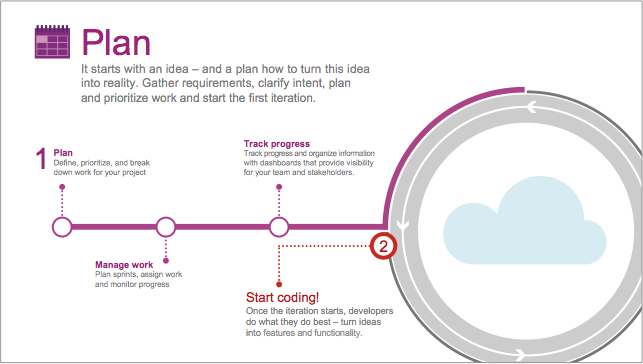 Plan
It starts with an idea – and a plan how to turn this idea
into reality. Gather requirements, clarify intent, plan
and prioritize work and start the first iteration.
1 Plan
Define, prioritize, and break
down work for your project
Track progress
Track progress and organize information
with dashboards that provide visibility
for your team and stakeholders.
Manage work
Plan sprints, assign work
and monitor progress
2
Start coding!
Once the iteration starts, developers
do what they do best – turn ideas
into features and functionality.